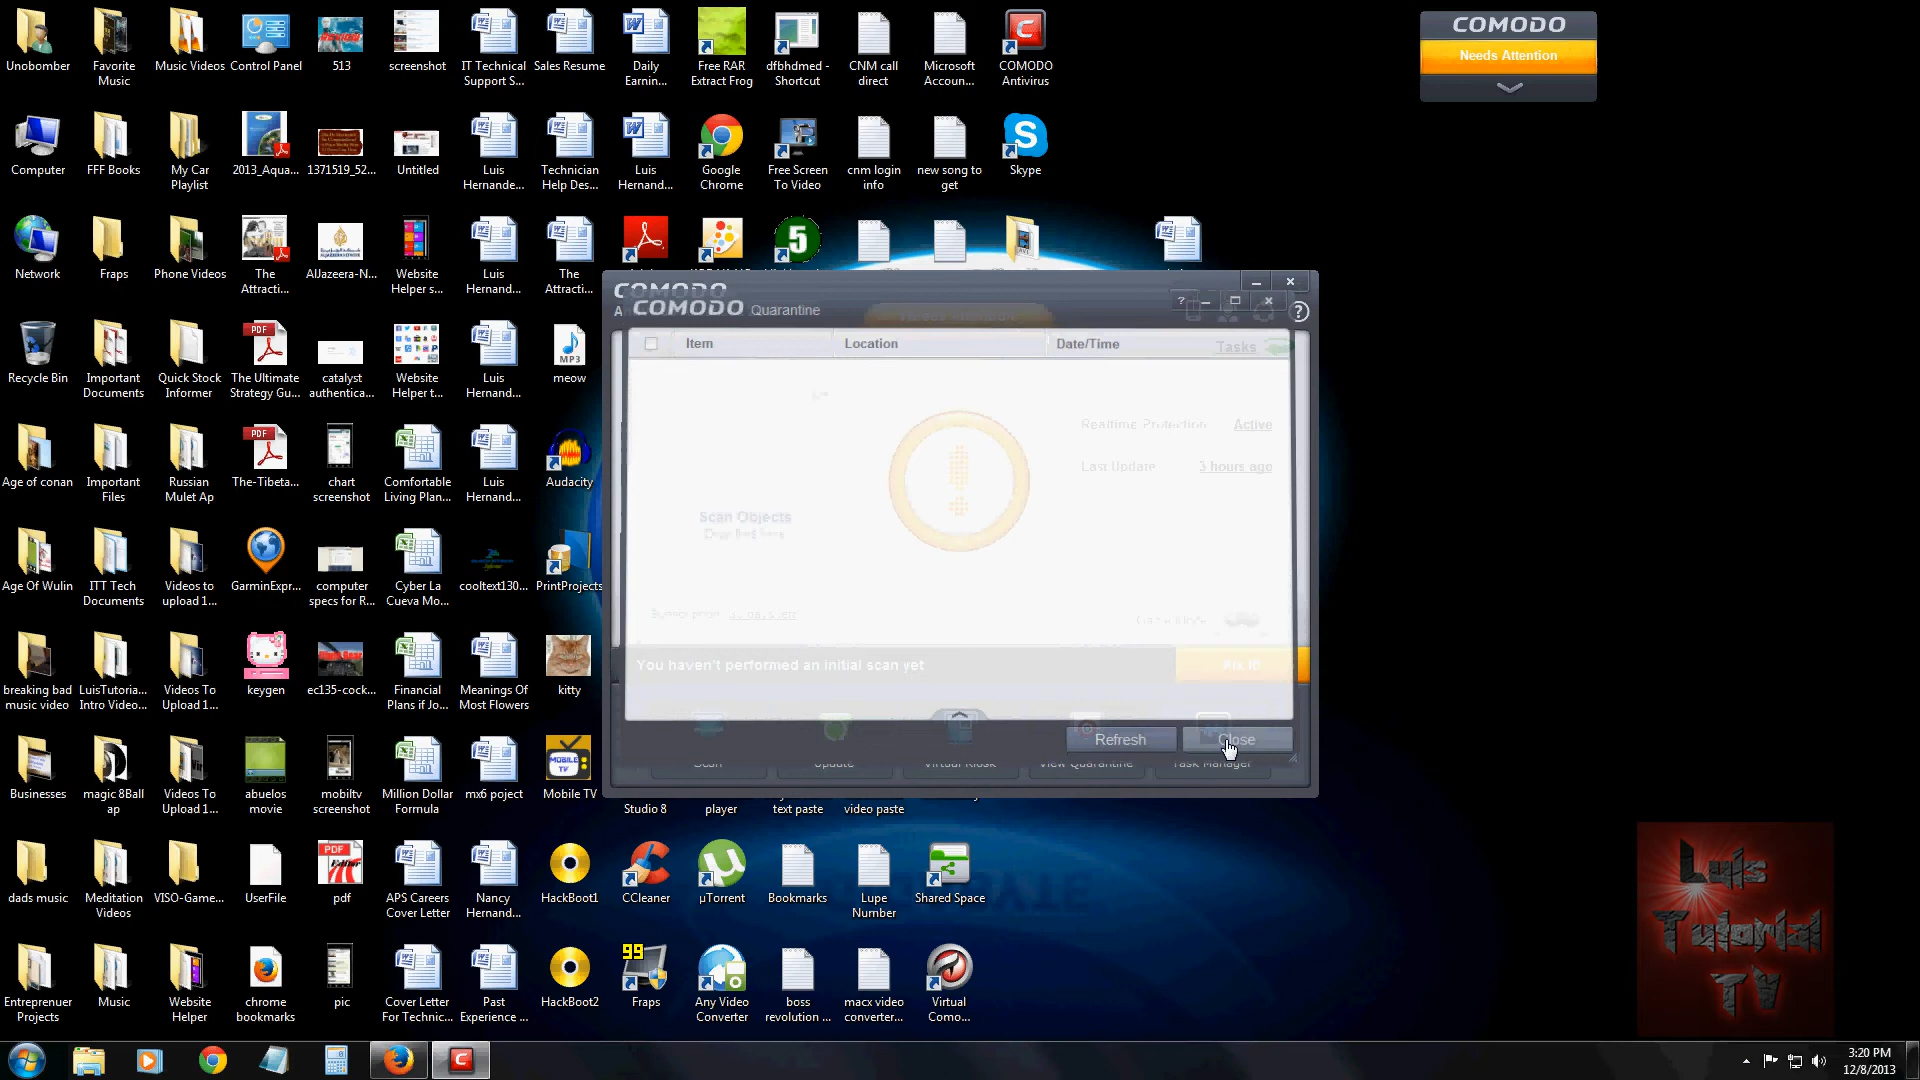 Unobomber
Favorite Music
Music Videos
Control Panel
513
screenshot
IT Technical Support S...
Sales Resume
Daily Earnin...
Free RAR Extract Frog
dfbhdmed - Shortcut
CNM call direct
Microsoft Accoun...
COMODO Antivirus
COMODO
Needs Attention
Computer
FFF Books
My Car Playlist
2013_Aqua...
1371519_52...
Untitled
Luis Hernande...
Technician Help Des...
Luis Hernand...
Google Chrome
Free Screen To Video
cnm login info
new song to get
Skype
Network
Fraps
Phone Videos
The Attracti...
AlJazeera-N...
Website Helper s...
Luis Hernand...
The Attracti...
COMODO
COMODO Quarantine
Item
Location
Date/Time
Tasks
Realtime Protection
Active
Last Update
3 hours ago
Scan Objects
You haven't performed an initial scan yet
Fix It!
Refresh
Close
Scan
Update
Virtual Kiosk
View Quarantine
Task Manager
Recycle Bin
Important Documents
Quick Stock Informer
The Ultimate Strategy Gu...
catalyst authentica...
Website Helper t...
Luis Hernand...
MP3
meow
Age of conan
Important Files
Russian Mulet Ap
The-Tibeta...
chart screenshot
Comfortable Living Plan...
Luis Hernand...
Audacity
Age Of Wulin
ITT Tech Documents
Videos to upload 1...
GarminExpr...
computer specs for R...
Cyber La Cueva Mo...
cooltext130...
PrintProjects
breaking bad music video
LuisTutoria... Intro Video...
Videos To Upload 1...
keygen
ec135-cock...
Financial Plans if Jo...
Meanings Of Most Flowers
kitty
Businesses
magic 8Ball ap
Videos To Upload 1...
abuelos movie
mobiltv screenshot
Million Dollar Formula
mx6 poject
Mobile TV
Studio 8
player
text paste
video paste
dads music
Meditation Videos
VISO-Game...
UserFile
pdf
APS Careers Cover Letter
Nancy Hernand...
HackBoot1
CCleaner
µTorrent
Bookmarks
Lupe Number
Shared Space
Entreprenuer Projects
Music
Website Helper
chrome bookmarks
pic
Cover Letter For Technic...
Past Experience ...
HackBoot2
Fraps
Any Video Converter
boss revolution ...
macx video converter...
Virtual Como...
Luis
Tutorial
TV
3:20 PM
12/8/2013